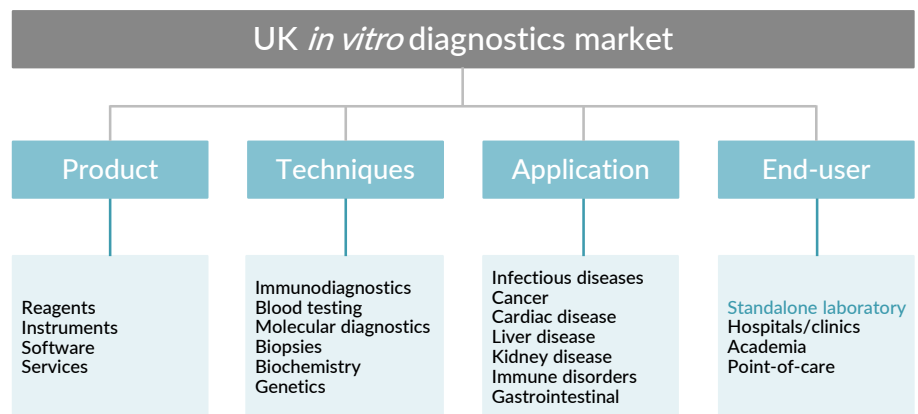 UK in vitro diagnostics market
Product
Techniques
Application
End-user
Reagents
Instruments
Software
Services
Immunodiagnostics
Blood testing
Molecular diagnostics
Biopsies
Biochemistry
Genetics
Infectious diseases
Cancer
Cardiac disease
Liver disease
Kidney disease
Immune disorders
Gastrointestinal
Standalone laboratory
Hospitals/clinics
Academia
Point-of-care